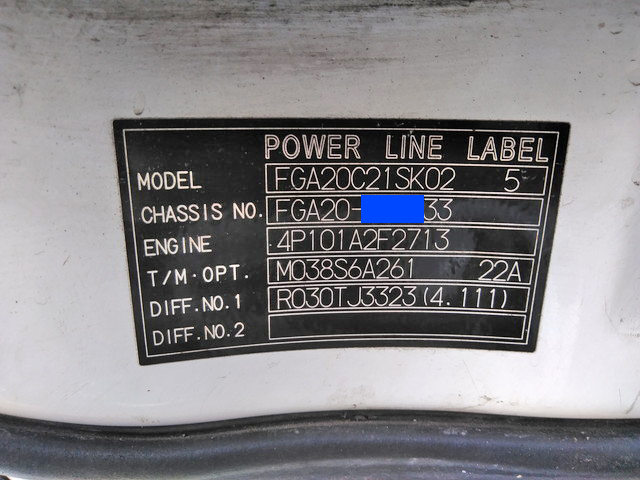 POWER LINE LABEL
MODEL FGA20C21SK02 5
CHASSIS NO. FGA20- 33
ENGINE 4P101A2F2713
T/M·OPT. M038S6A261 22A
DIFF.NO.1 R030TJ3323(4.111)
DIFF.NO.2